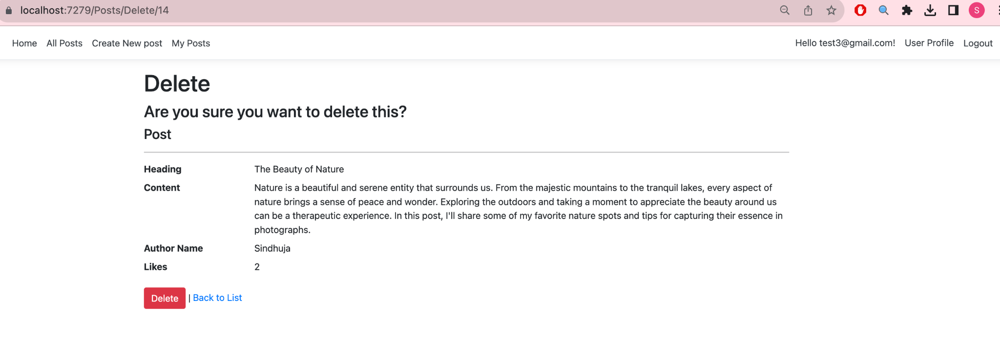 localhost:7279/Posts/Delete/14
S
Home All Posts Create New post My Posts Hello test3@gmail.com! User Profile Logout
Delete
Are you sure you want to delete this?
Post
Heading The Beauty of Nature
Content Nature is a beautiful and serene entity that surrounds us. From the majestic mountains to the tranquil lakes, every aspect of
nature brings a sense of peace and wonder. Exploring the outdoors and taking a moment to appreciate the beauty around us
can be a therapeutic experience. In this post, I'll share some of my favorite nature spots and tips for capturing their essence in
photographs.
Author Name Sindhuja
Likes 2
Delete | Back to List